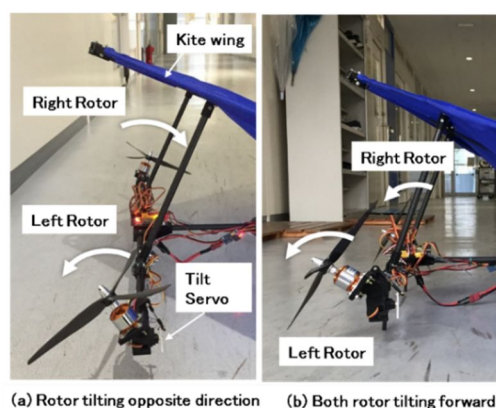 Kite wing
Right Rotor
Left Rotor
Tilt
Servo
Right Rotor
Left Rotor
(a) Rotor tilting opposite direction
(b) Both rotor tilting forward